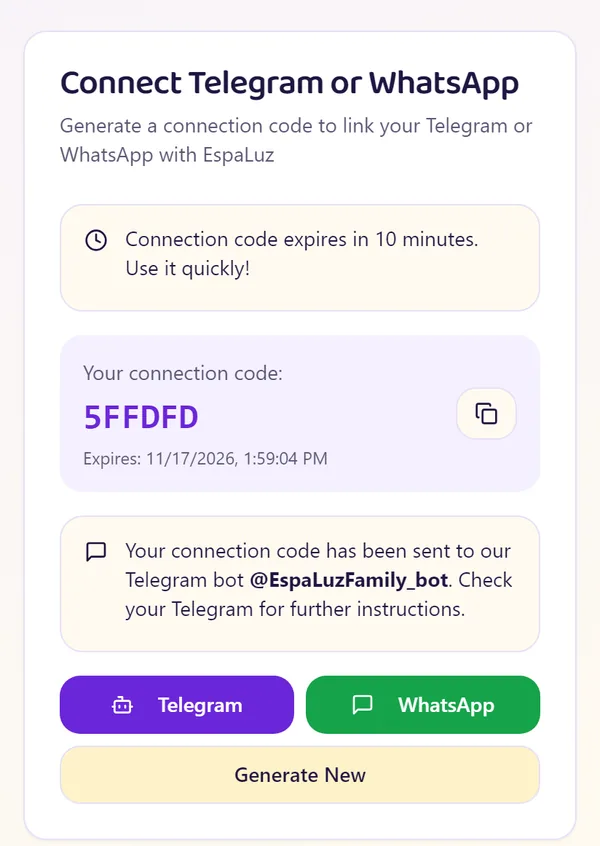 Connect Telegram or WhatsApp
Generate a connection code to link your Telegram or
WhatsApp with EspaLuz
Connection code expires in 10 minutes.
Use it quickly!
Your connection code:
5FFDFD
Expires: 11/17/2026, 1:59:04 PM
Your connection code has been sent to our
Telegram bot @EspaLuzFamily_bot. Check
your Telegram for further instructions.
Telegram
WhatsApp
Generate New